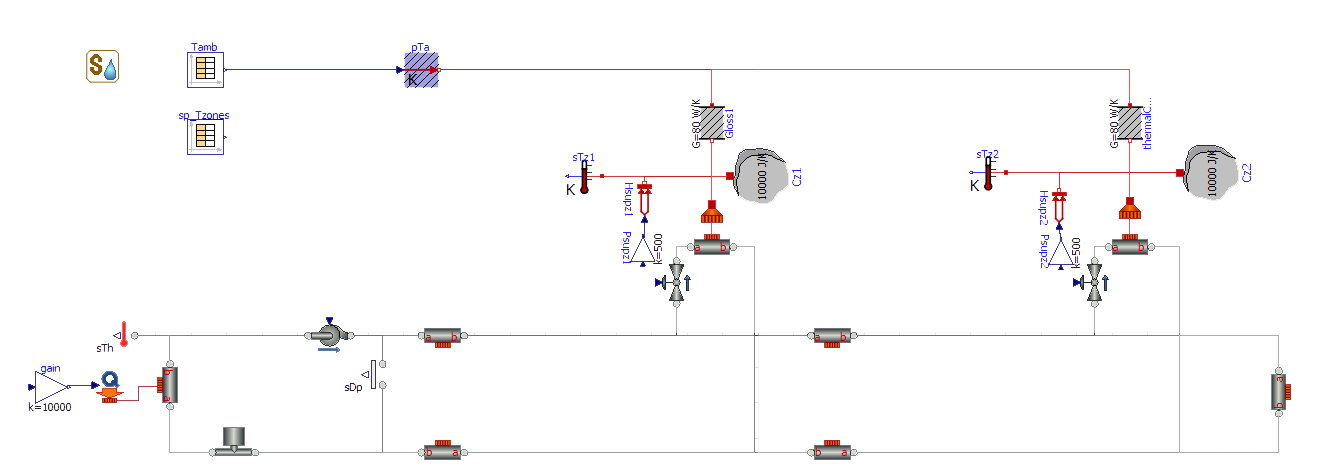 S
Tamb
pTa
K
sp_Tzones
G=80 W/K
Gloss1
G=80 W/K
thermalC...
sTz1
K
10000 J/K
Cz1
sTz2
K
10000 J/K
Cz2
Hsupz1
Psupz1
k=500
Hsupz2
Psupz2
k=500
a b
a b
sTh
a b
a b
gain
k=10000
Q
b
a
sDp
a
b
b a
b a